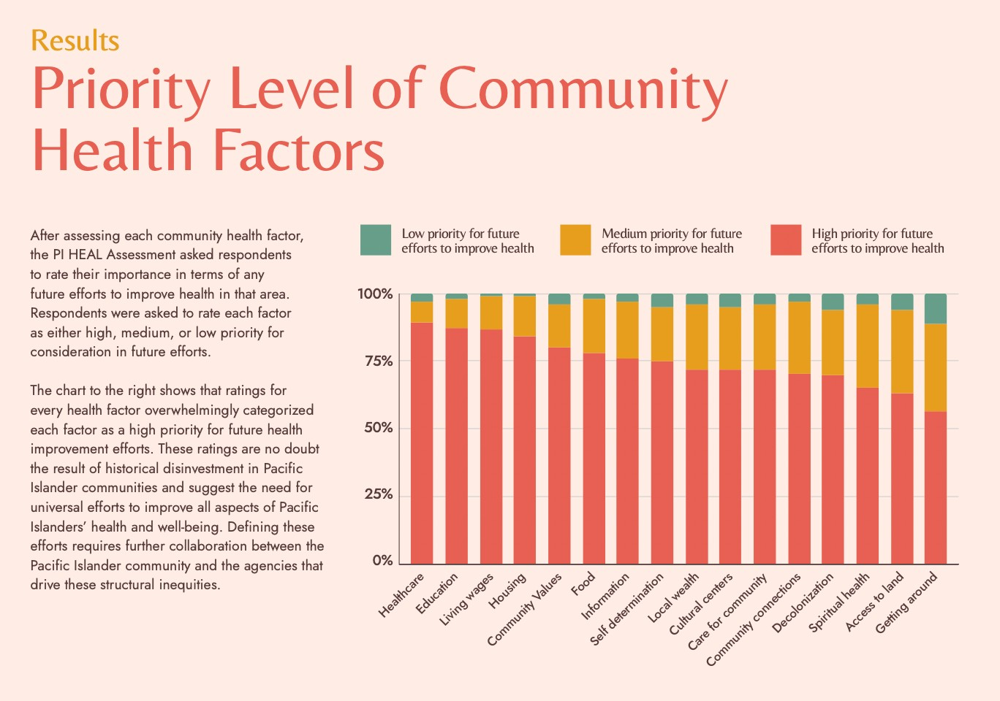 Results
Priority Level of Community
Health Factors
After assessing each community health factor,
the PI HEAL Assessment asked respondents
to rate their importance in terms of any
future efforts to improve health in that area.
Respondents were asked to rate each factor
as either high, medium, or low priority for
consideration in future efforts.
The chart to the right shows that ratings for
every health factor overwhelmingly categorized
each factor as a high priority for future health
improvement efforts. These ratings are no doubt
the result of historical disinvestment in Pacific
Islander communities and suggest the need for
universal efforts to improve all aspects of Pacific
Islanders’ health and well-being. Defining these
efforts requires further collaboration between the
Pacific Islander community and the agencies that
drive these structural inequities.
Low priority for future
efforts to improve health
Medium priority for future
efforts to improve health
High priority for future
efforts to improve health
100%
75%
50%
25%
0%
Healthcare
Education
Living wages
Housing
Community Values
Food
Information
Self determination
Local wealth
Cultural centers
Care for community
Community connections
Decolonization
Spiritual health
Access to land
Getting around